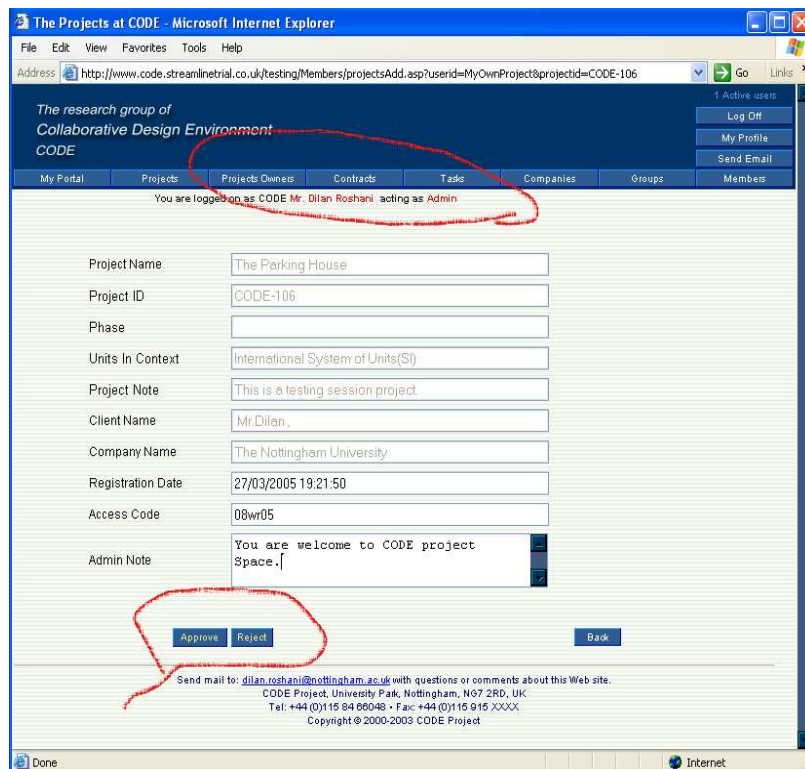 The Projects at CODE - Microsoft Internet Explorer
File Edit View Favorites Tools Help
Address http://www.code.streamlinetrial.co.uk/testing/Members/projectsAdd.asp?userid=MyOwnProject&projectid=CODE-106 Go Links »
1 Active users
The research group of
Collaborative Design Environment
CODE
Log Off
My Profile
Send Email
My Portal Projects Projects Owners Contracts Tasks Companies Groups Members
You are logged on as CODE Mr. Dilan Roshani acting as Admin
Project Name The Parking House
Project ID CODE-106
Phase
Units In Context International System of Units(SI)
Project Note This is a testing session project.
Client Name Mr.Dilan ,
Company Name The Nottingham University
Registration Date 27/03/2005 19:21:50
Access Code 08wr05
Admin Note You are welcome to CODE project
Space.
Approve Reject Back
Send mail to: dilan.roshani@nottingham.ac.uk with questions or comments about this Web site.
CODE Project, University Park, Nottingham, NG7 2RD, UK
Tel: +44 (0)115 84 66048 • Fax: +44 (0)115 915 XXXX
Copyright © 2000-2003 CODE Project
Done Internet